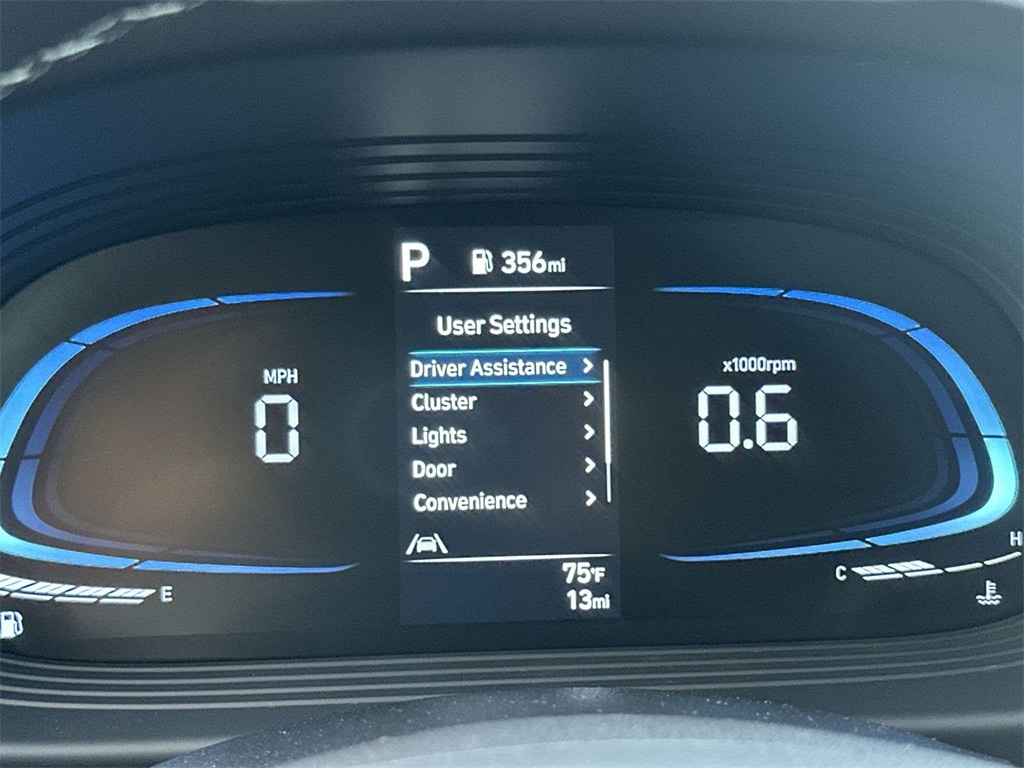 P 356mi
User Settings
Driver Assistance >
Cluster >
Lights >
Door >
Convenience >
MPH
0
x1000rpm
0.6
75°F
13mi
E
C
H